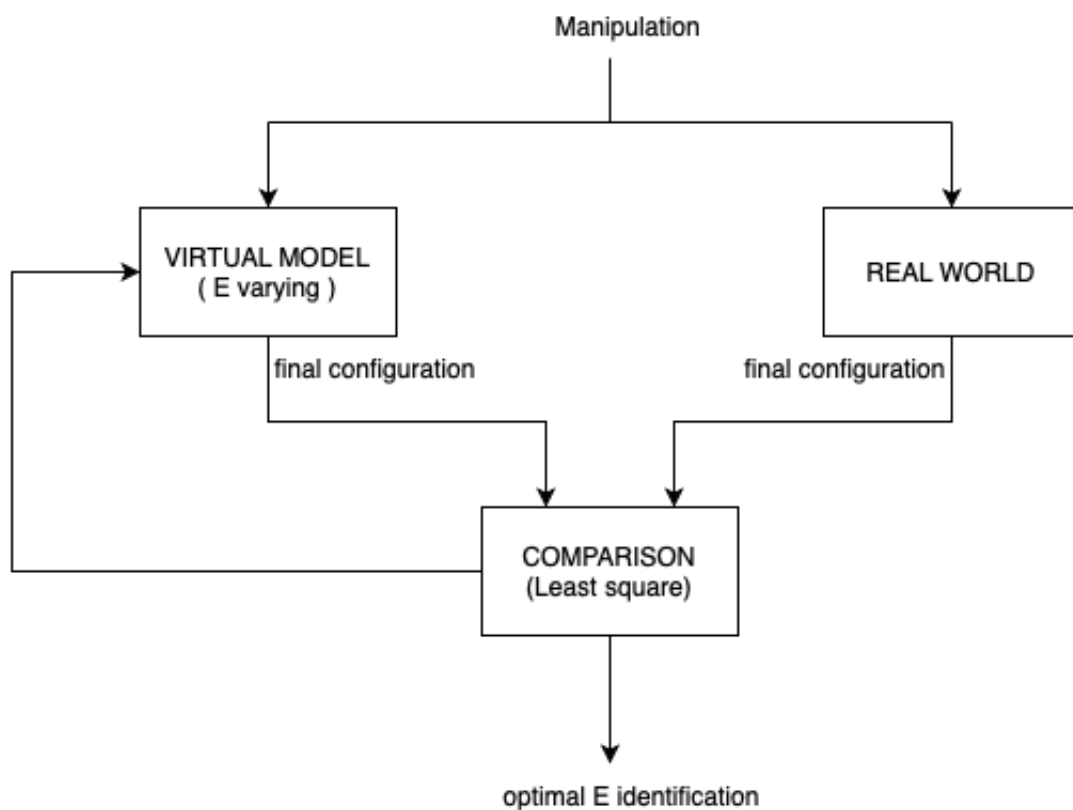 Manipulation
VIRTUAL MODEL
( E varying )
REAL WORLD
final configuration
final configuration
COMPARISON
(Least square)
optimal E identification